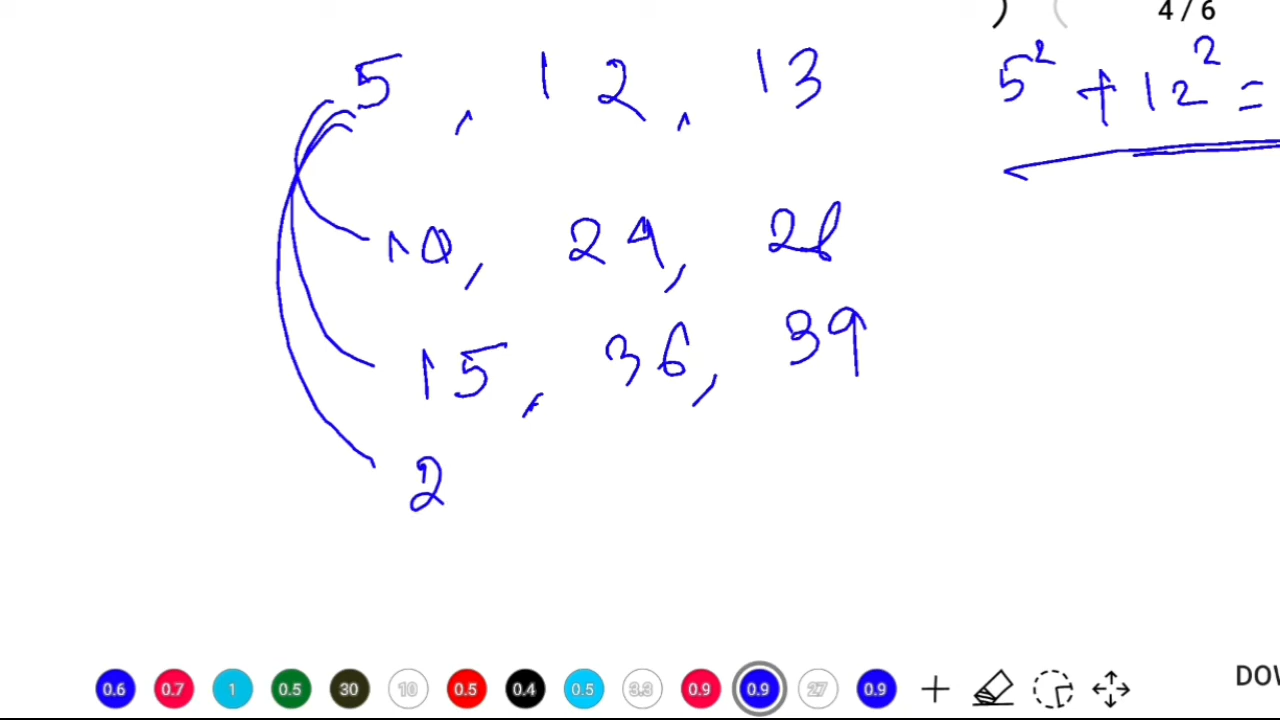 4 / 6
5 , 12 , 13
5² + 12² =
10, 24, 26
15, 36, 39
2
0.6 0.7 1 0.5 30 10 0.5 0.4 0.5 3.3 0.9 0.9 27 0.9